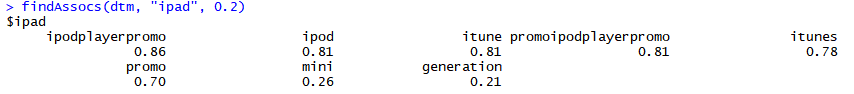 > findAssocs(dtm, "ipad", 0.2)
$ipad
ipodplayerpromo ipod itune promoipodplayerpromo itunes
0.86 0.81 0.81 0.81 0.78
promo mini generation
0.70 0.26 0.21